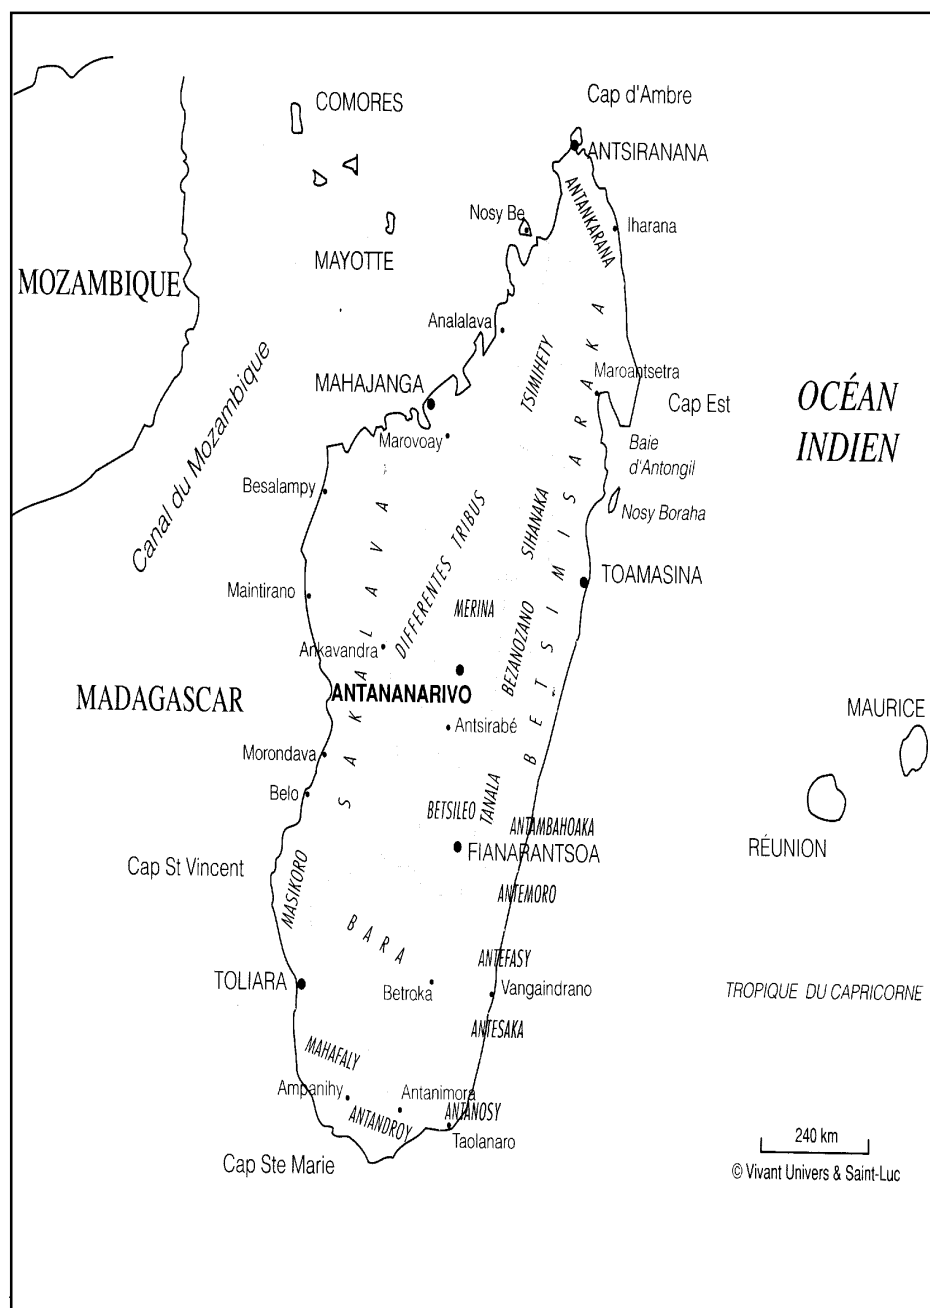 COMORES
Cap d'Ambre
ANTSIRANANA
ANTANKARANA
Nosy Be
Iharana
MAYOTTE
MOZAMBIQUE
Analalava
TSIMIHETY
Maroantsetra
Canal du Mozambique
MAHAJANGA
Cap Est
OCÉAN
INDIEN
Marovoay
Baie
d'Antongil
Besalampy
Nosy Boraha
SIHANAKA
DIFFERENTES TRIBUS
TOAMASINA
Maintirano
MERINA
BEZANOZANO
BETSIMISARAKA
SAKALAVA
Ankavandra
ANTANANARIVO
MADAGASCAR
MAURICE
Antsirabé
Morondava
Belo
BETSILEO
TANALA
ANTAMBAHOAKA
RÉUNION
FIANARANTSOA
Cap St Vincent
MASIKORO
ANTEMORO
BARA
ANTEFASY
TOLIARA
Betroka
Vangaindrano
TROPIQUE DU CAPRICORNE
ANTESAKA
MAHAFALY
Ampanihy
Antanimora
ANTANDROY
ANTANOSY
Taolanaro
Cap Ste Marie
240 km
© Vivant Univers & Saint-Luc